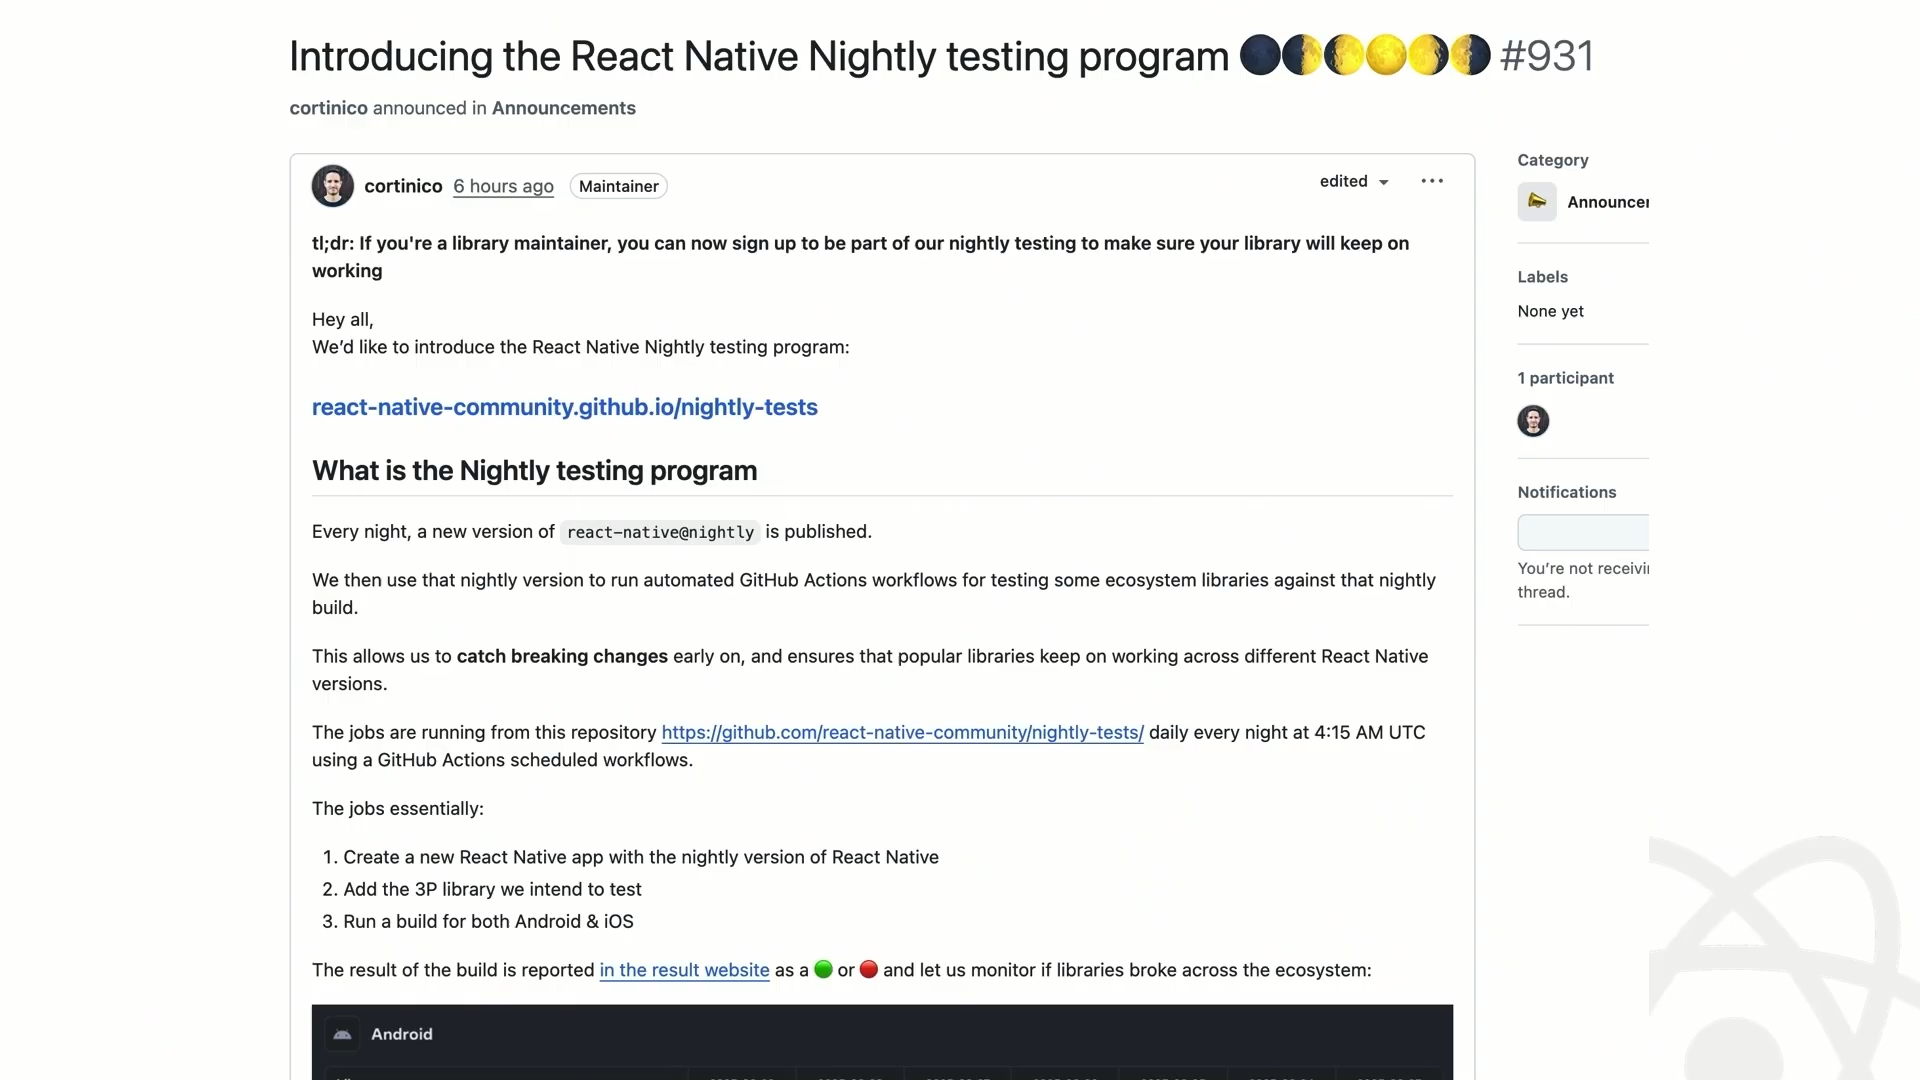 Introducing the React Native Nightly testing program 🌑🌓🌔🌕🌖🌗 #931
cortinico announced in Announcements
cortinico 6 hours ago Maintainer
edited
tl;dr: If you're a library maintainer, you can now sign up to be part of our nightly testing to make sure your library will keep on
working
Hey all,
We’d like to introduce the React Native Nightly testing program:
react-native-community.github.io/nightly-tests
What is the Nightly testing program
Every night, a new version of react-native@nightly is published.
We then use that nightly version to run automated GitHub Actions workflows for testing some ecosystem libraries against that nightly
build.
This allows us to catch breaking changes early on, and ensures that popular libraries keep on working across different React Native
versions.
The jobs are running from this repository https://github.com/react-native-community/nightly-tests/ daily every night at 4:15 AM UTC
using a GitHub Actions scheduled workflows.
The jobs essentially:
1. Create a new React Native app with the nightly version of React Native
2. Add the 3P library we intend to test
3. Run a build for both Android & iOS
The result of the build is reported in the result website as a 🟢 or 🔴 and let us monitor if libraries broke across the ecosystem:
Android
Category
Announcer
Labels
None yet
1 participant
Notifications
You’re not receivi
thread.